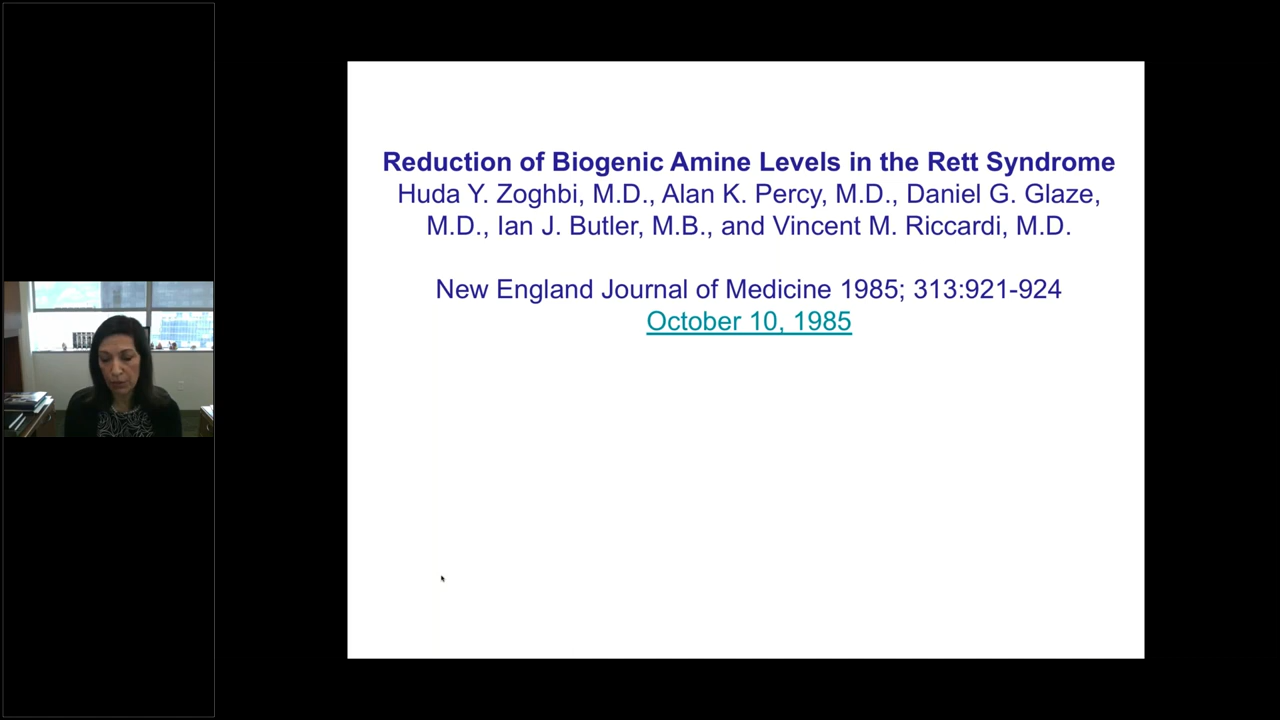 Reduction of Biogenic Amine Levels in the Rett Syndrome
Huda Y. Zoghbi, M.D., Alan K. Percy, M.D., Daniel G. Glaze,
M.D., Ian J. Butler, M.B., and Vincent M. Riccardi, M.D.
New England Journal of Medicine 1985; 313:921-924
October 10, 1985